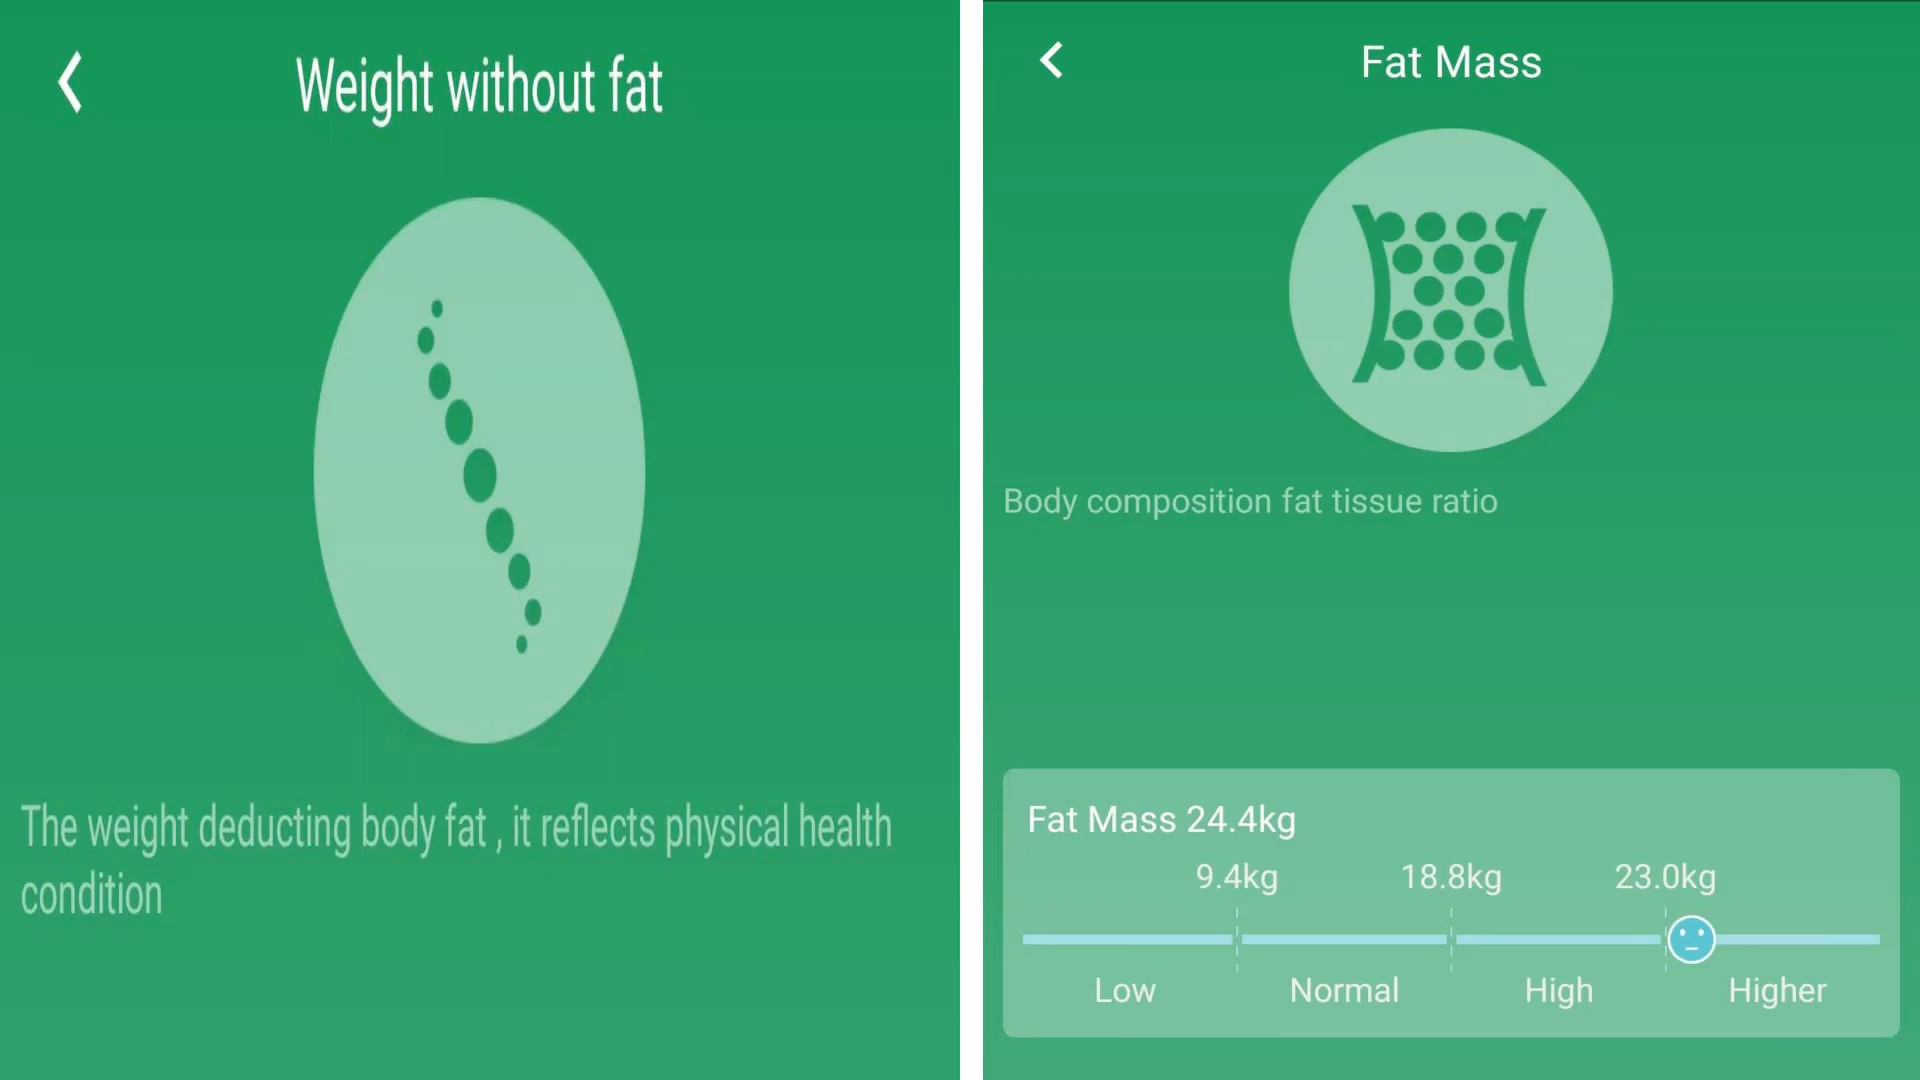 Weight without fat
The weight deducting body fat , it reflects physical health
condition
Fat Mass
Body composition fat tissue ratio
Fat Mass 24.4kg
9.4kg 18.8kg 23.0kg
Low Normal High Higher